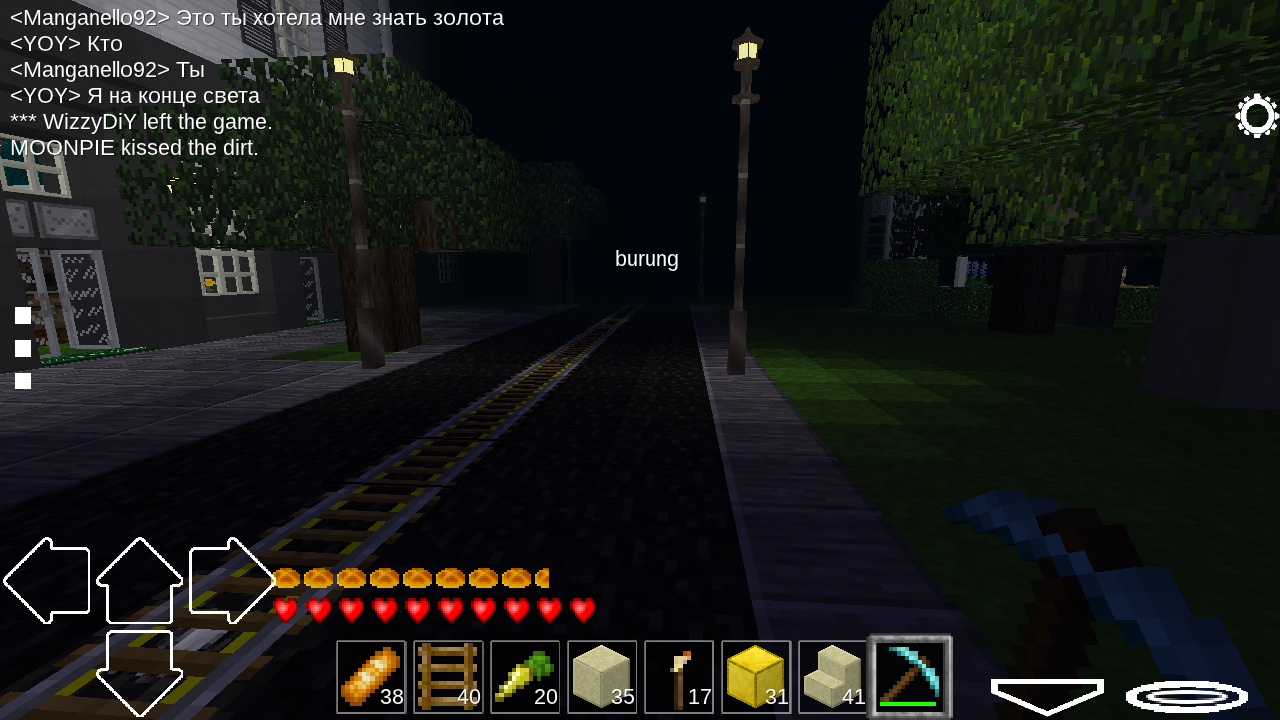 <Manganello92> Это ты хотела мне знать золота
<YOY> Кто
<Manganello92> Ты
<YOY> Я на конце света
*** WizzyDiY left the game.
MOONPIE kissed the dirt.
burung
38 40 20 35 17 31 41